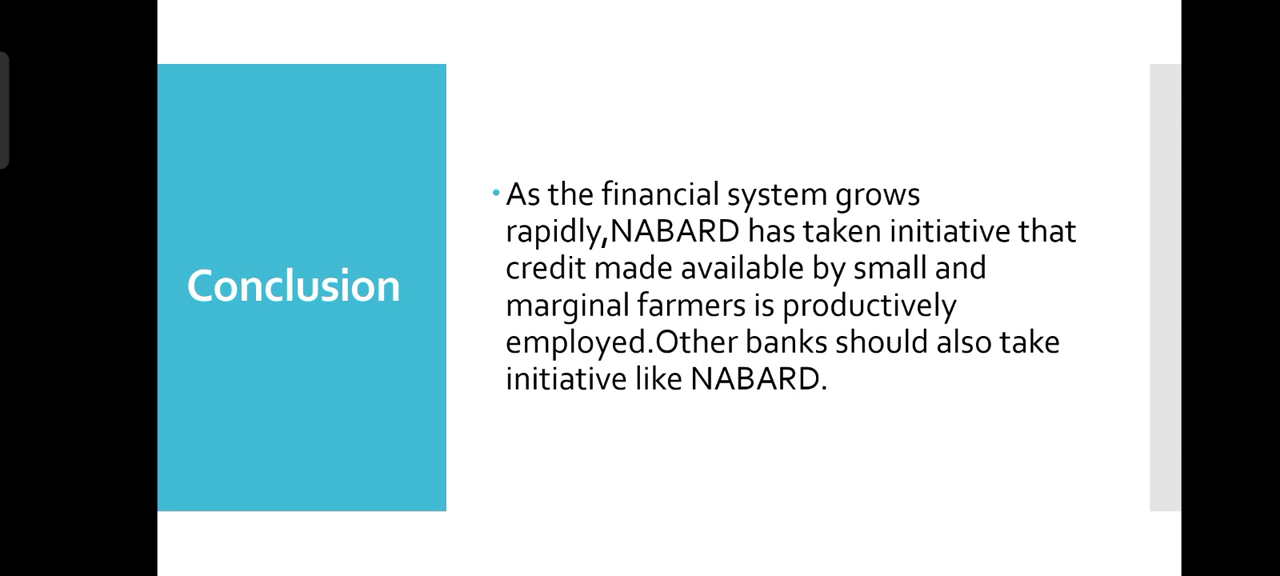 Conclusion
• As the financial system grows
rapidly,NABARD has taken initiative that
credit made available by small and
marginal farmers is productively
employed.Other banks should also take
initiative like NABARD.